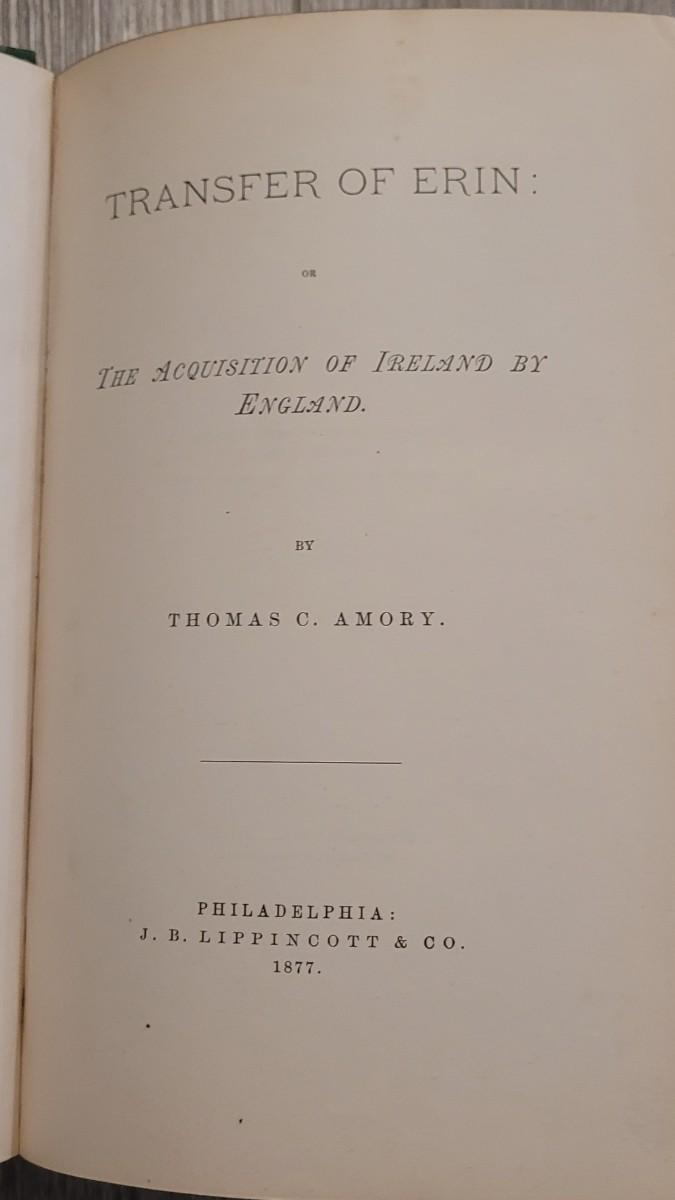 TRANSFER OF ERIN:
OR
THE ACQUISITION OF IRELAND BY
ENGLAND.
BY
THOMAS C. AMORY.
PHILADELPHIA:
J. B. LIPPINCOTT & CO.
1877.